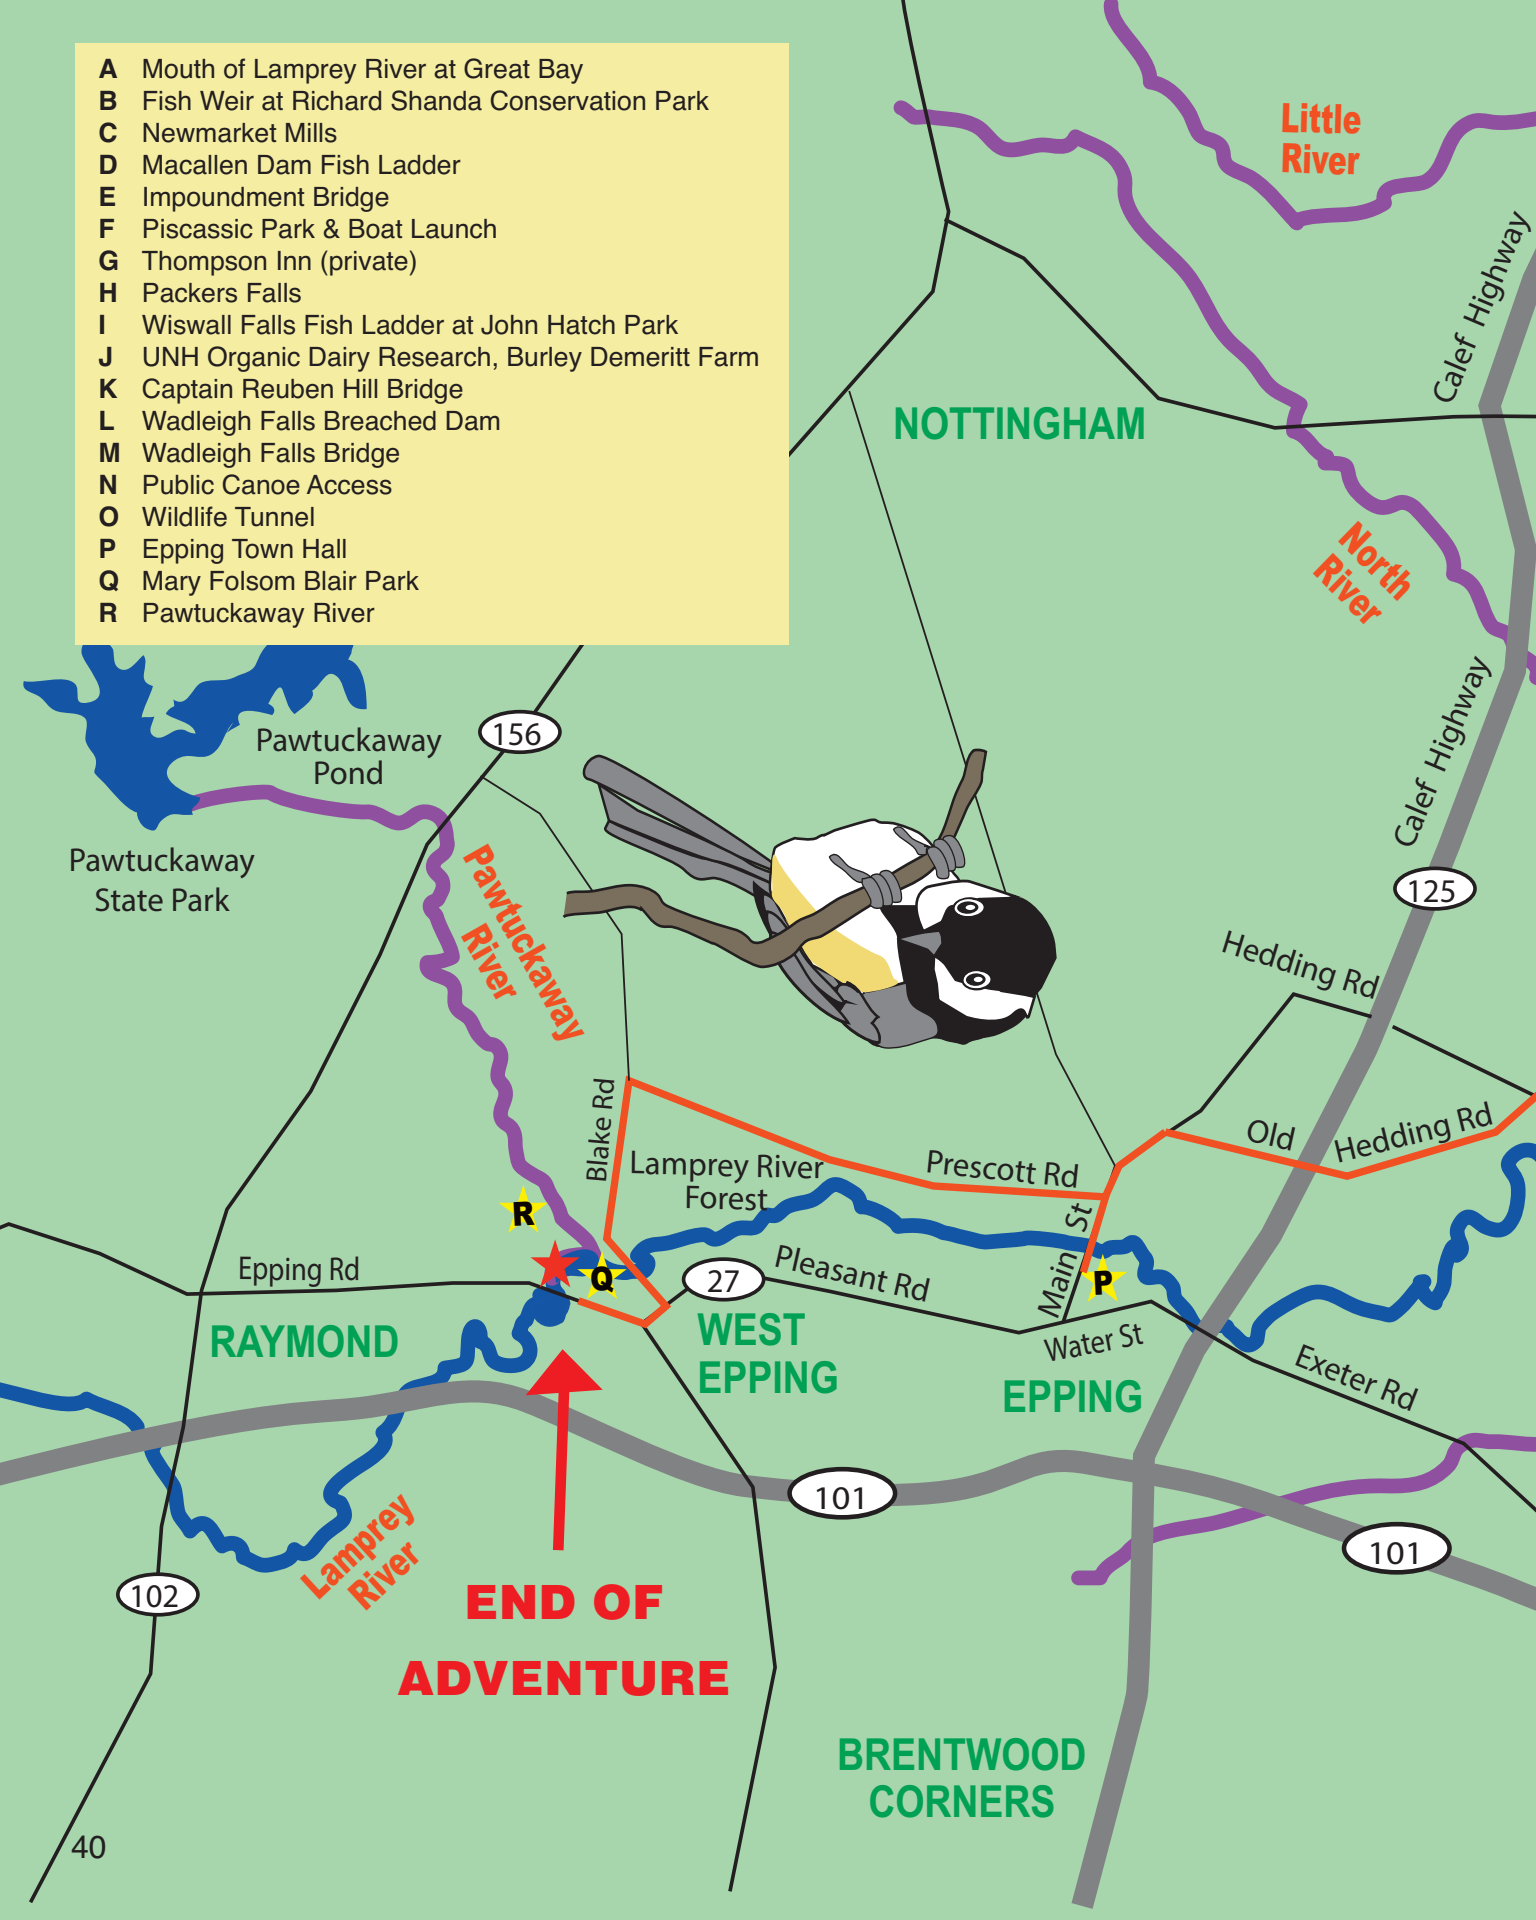 A Mouth of Lamprey River at Great Bay
B Fish Weir at Richard Shanda Conservation Park
C Newmarket Mills
D Macallen Dam Fish Ladder
E Impoundment Bridge
F Piscassic Park & Boat Launch
G Thompson Inn (private)
H Packers Falls
I Wiswall Falls Fish Ladder at John Hatch Park
J UNH Organic Dairy Research, Burley Demeritt Farm
K Captain Reuben Hill Bridge
L Wadleigh Falls Breached Dam
M Wadleigh Falls Bridge
N Public Canoe Access
O Wildlife Tunnel
P Epping Town Hall
Q Mary Folsom Blair Park
R Pawtuckaway River
Little
River
Calef Highway
NOTTINGHAM
North
River
Calef Highway
156
Pawtuckaway
Pond
Pawtuckaway
State Park
Pawtuckaway
River
125
Hedding Rd
Blake Rd
Lamprey River
Forest
Prescott Rd
Old Hedding Rd
R
Q
P
Epping Rd
27
Pleasant Rd
Main St
Water St
Exeter Rd
RAYMOND
WEST
EPPING
EPPING
101
101
Lamprey
River
102
END OF
ADVENTURE
BRENTWOOD
CORNERS
40